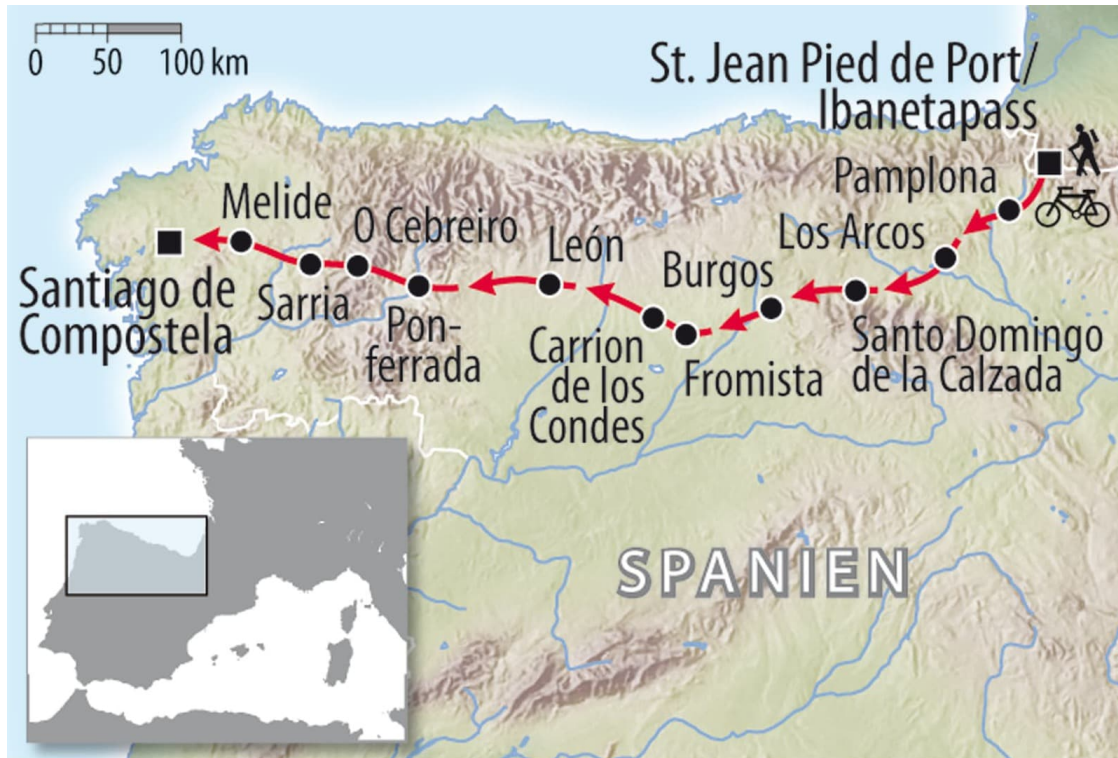 0 50 100 km
St. Jean Pied de Port/
Ibanetapass
Pamplona
Los Arcos
Santo Domingo
de la Calzada
Burgos
Fromista
Carrion
de los
Condes
León
Pon-
ferrada
O Cebreiro
Sarria
Melide
Santiago de
Compostela
SPANIEN